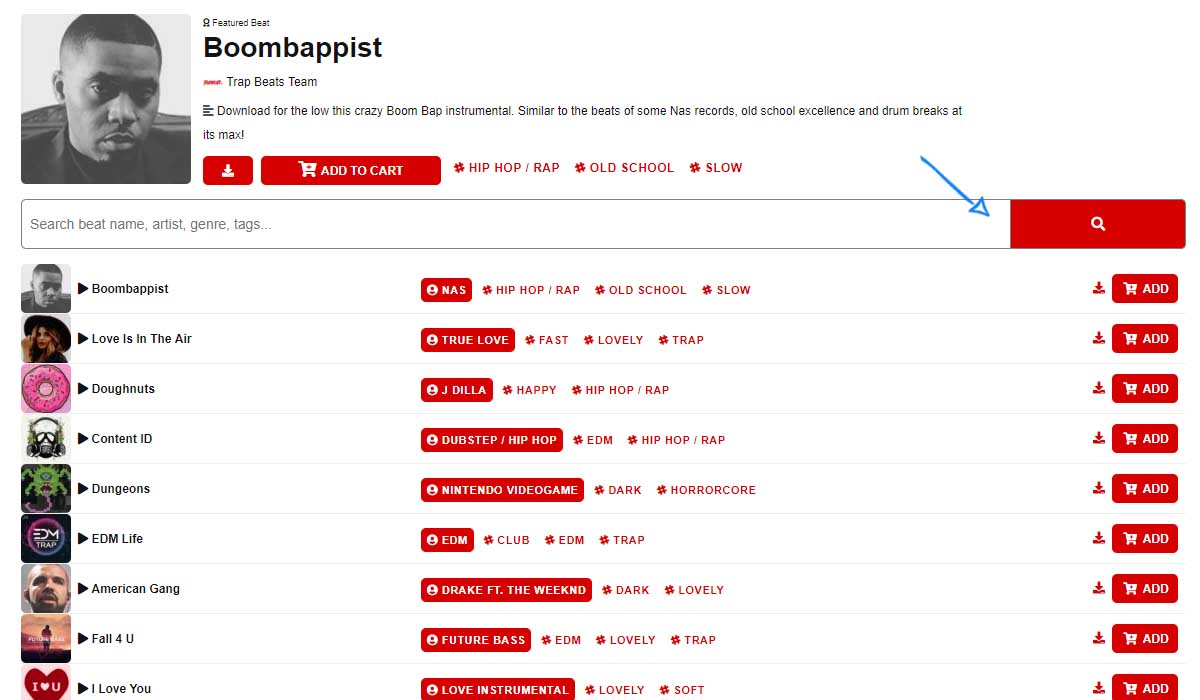 Featured Beat
Boombappist
Trap Beats Team
Download for the low this crazy Boom Bap instrumental. Similar to the beats of some Nas records, old school excellence and drum breaks at
its max!
ADD TO CART HIP HOP / RAP OLD SCHOOL SLOW
Search beat name, artist, genre, tags...
Boombappist NAS HIP HOP / RAP OLD SCHOOL SLOW ADD
Love Is In The Air TRUE LOVE FAST LOVELY TRAP ADD
Doughnuts J DILLA HAPPY HIP HOP / RAP ADD
Content ID DUBSTEP / HIP HOP EDM HIP HOP / RAP ADD
Dungeons NINTENDO VIDEOGAME DARK HORRORCORE ADD
EDM
TRAP
EDM Life EDM CLUB EDM TRAP ADD
American Gang DRAKE FT. THE WEEKND DARK LOVELY ADD
FUTURE BASS
Fall 4 U FUTURE BASS EDM LOVELY TRAP ADD
I ♥ U
I Love You LOVE INSTRUMENTAL LOVELY SOFT ADD